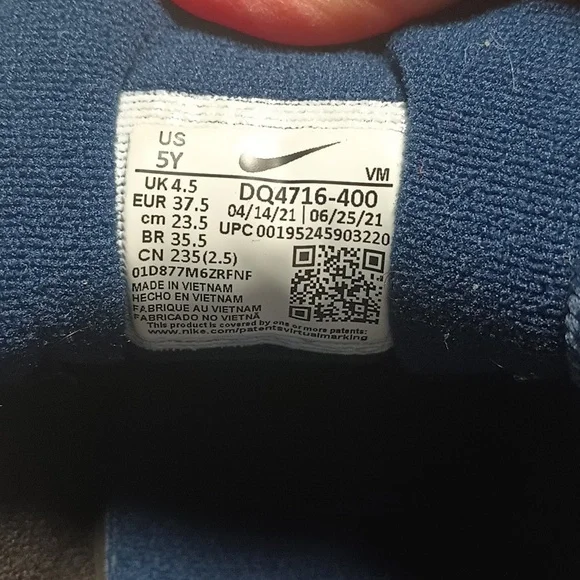 US
5Y
VM
UK 4.5
EUR 37.5
cm 23.5
BR 35.5
CN 235(2.5)
DQ4716-400
04/14/21 | 06/25/21
UPC 00195245903220
01D877M6ZRFNF
MADE IN VIETNAM
HECHO EN VIETNAM
FABRIQUE AU VIETNAM
FABRICADO NO VIETNÃ
This product is covered by one or more patents:
www.nike.com/patentsvirtualmarking